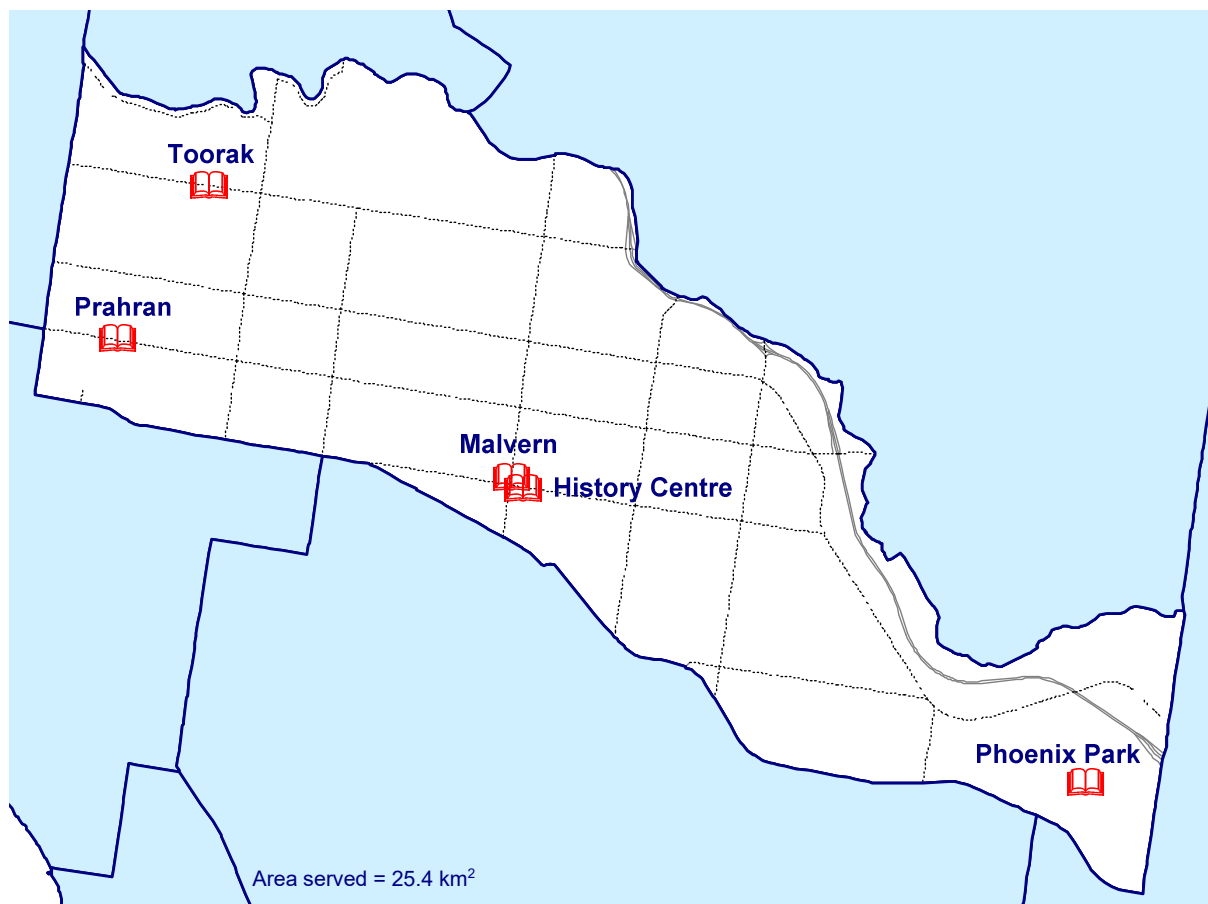 Toorak
Prahran
Malvern
History Centre
Phoenix Park
Area served = 25.4 km²